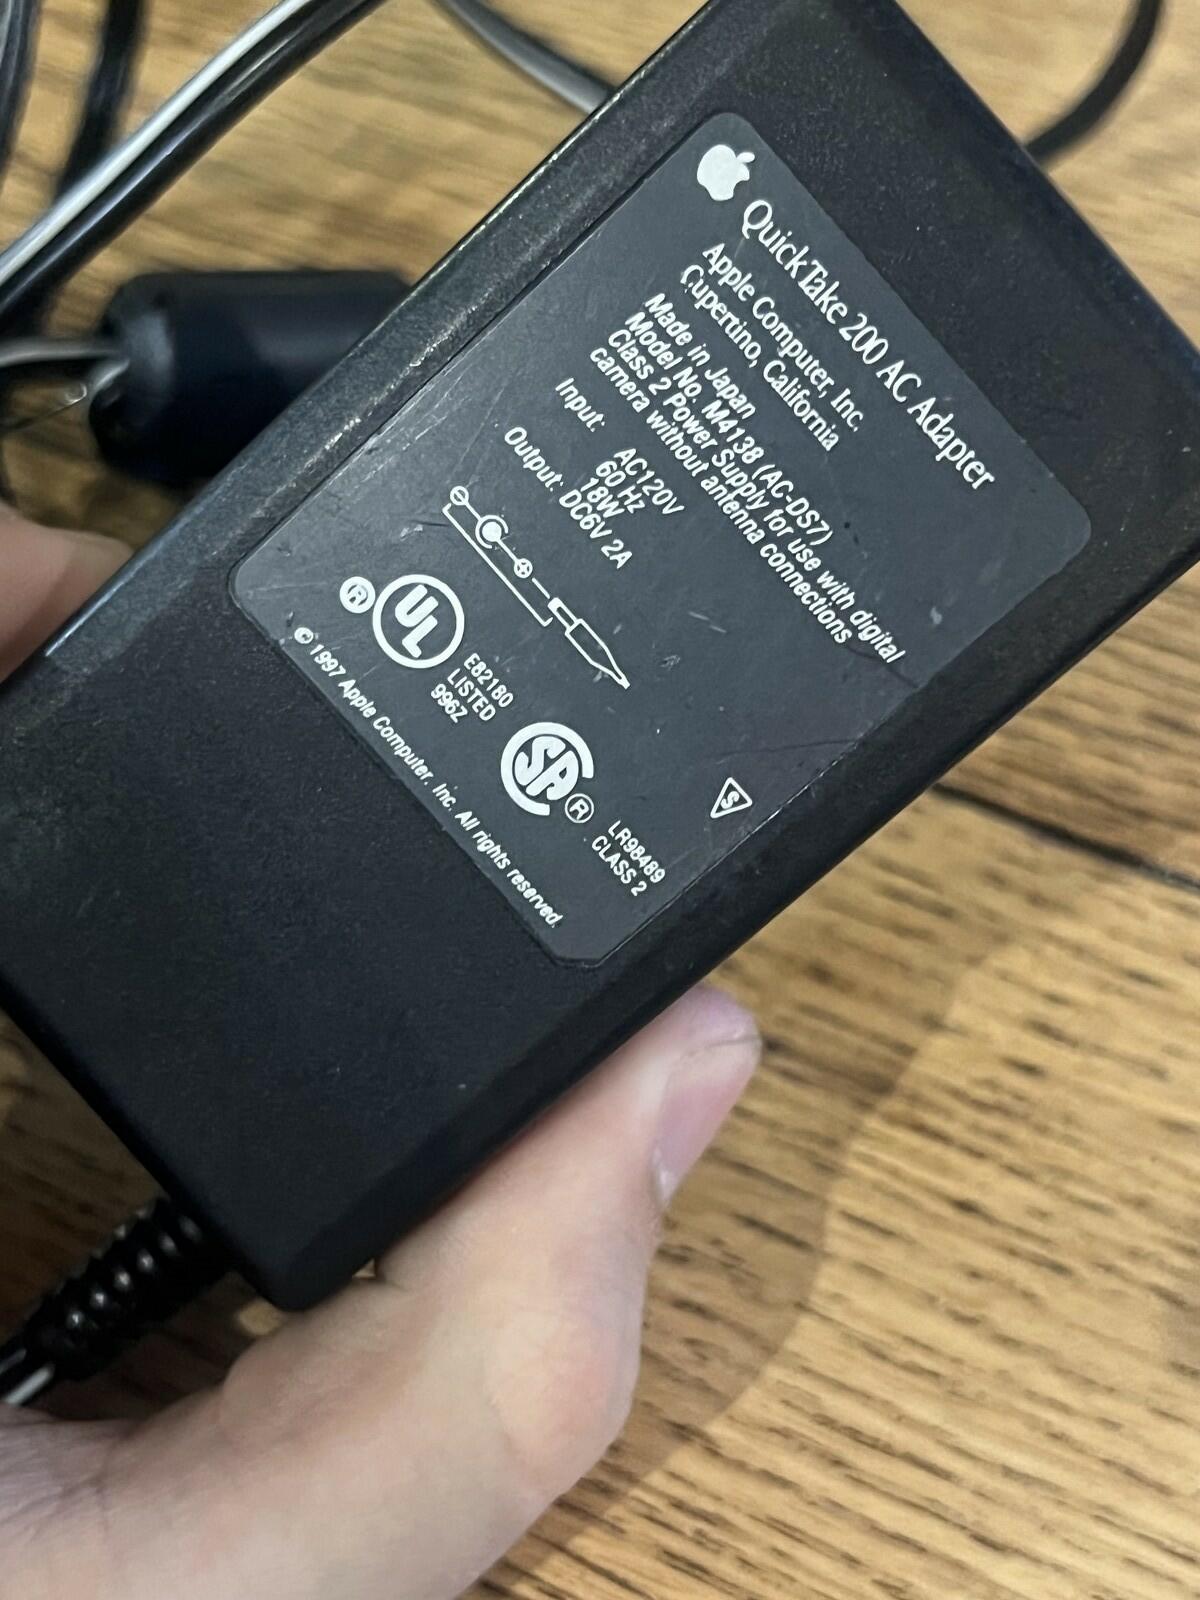 QuickTake 200 AC Adapter
Apple Computer, Inc.
Cupertino, California
Made in Japan
Model No. M4138 (AC-DS7)
Class 2 Power Supply for use with digital
camera without antenna connections
Input: AC120V
60 Hz
18W
Output: DC6V 2A
UL
®
E82180
LISTED
996Z
SA
®
LR98489
CLASS 2
S
© 1997 Apple Computer, Inc. All rights reserved.